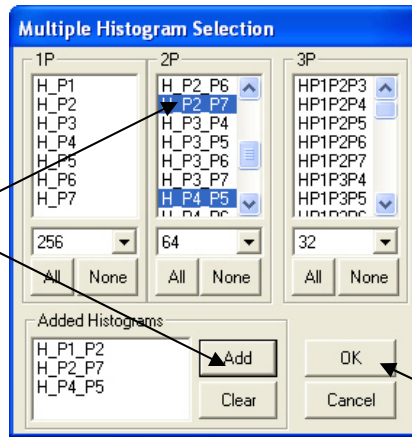 Multiple Histogram Selection
1P
H_P1
H_P2
H_P3
H_P4
H_P5
H_P6
H_P7
256
All None
2P
H_P2_P6
H_P2_P7
H_P3_P4
H_P3_P5
H_P3_P6
H_P3_P7
H_P4_P5
64
All None
3P
HP1P2P3
HP1P2P4
HP1P2P5
HP1P2P6
HP1P2P7
HP1P3P4
HP1P3P5
32
All None
Added Histograms
H_P1_P2
H_P2_P7
H_P4_P5
Add
Clear
OK
Cancel